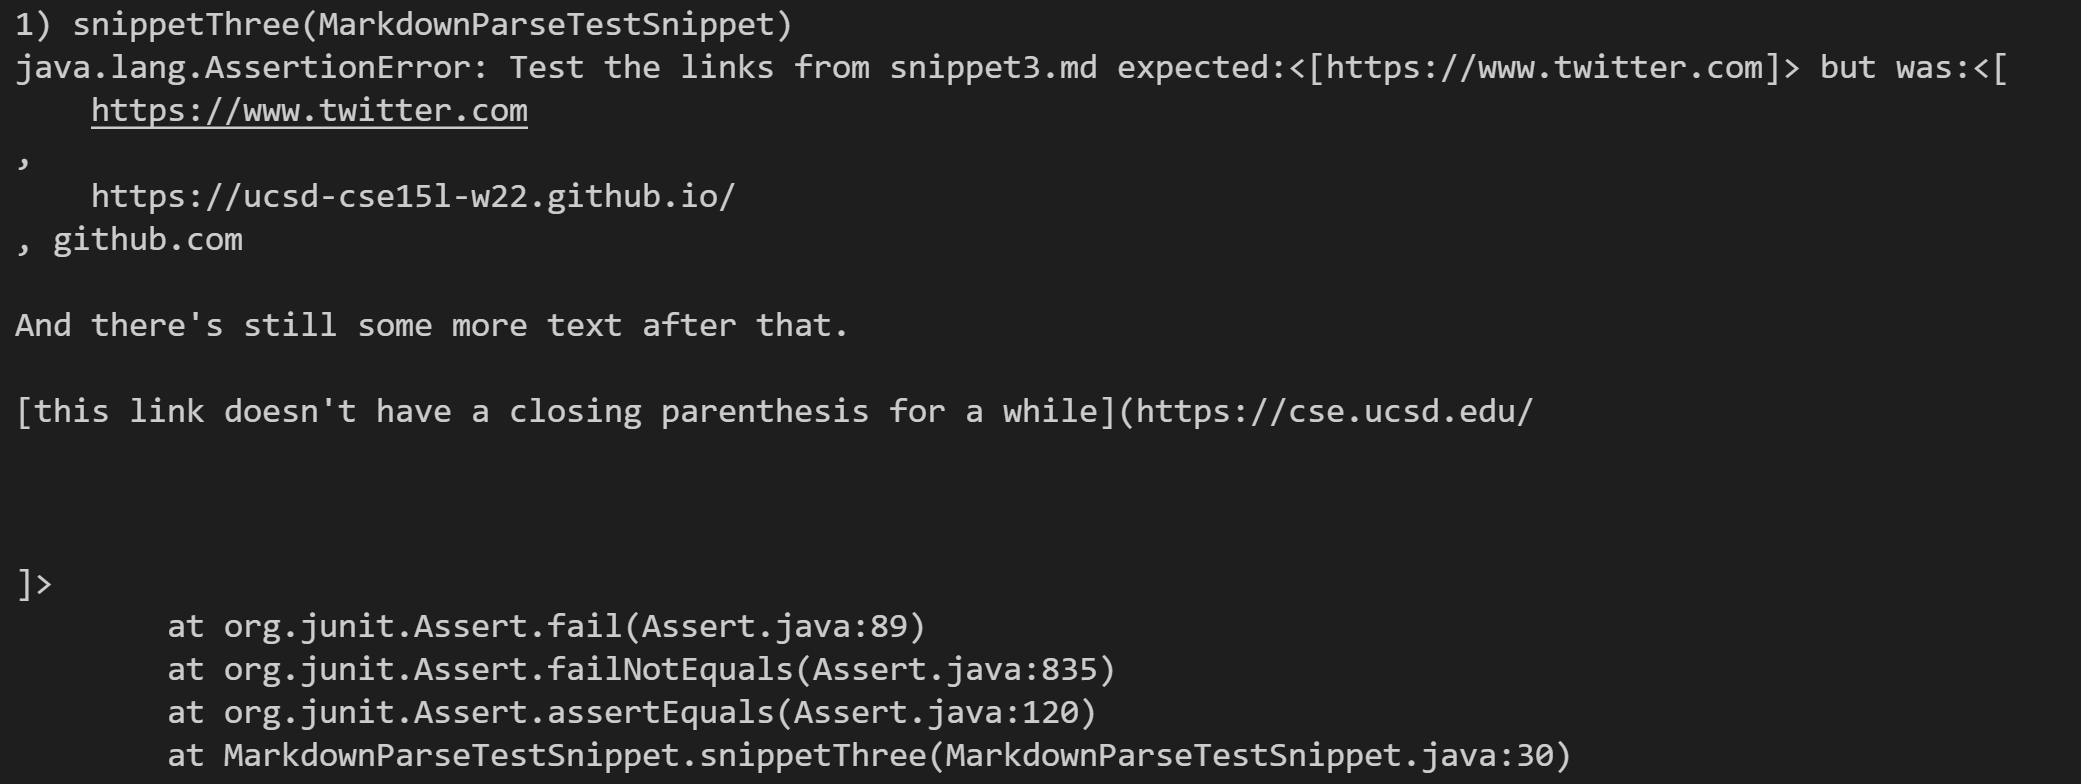 1) snippetThree(MarkdownParseTestSnippet)
java.lang.AssertionError: Test the links from snippet3.md expected:<[https://www.twitter.com]> but was:<[
    https://www.twitter.com
,
    https://ucsd-cse15l-w22.github.io/
, github.com

And there's still some more text after that.

[this link doesn't have a closing parenthesis for a while](https://cse.ucsd.edu/



]>
        at org.junit.Assert.fail(Assert.java:89)
        at org.junit.Assert.failNotEquals(Assert.java:835)
        at org.junit.Assert.assertEquals(Assert.java:120)
        at MarkdownParseTestSnippet.snippetThree(MarkdownParseTestSnippet.java:30)